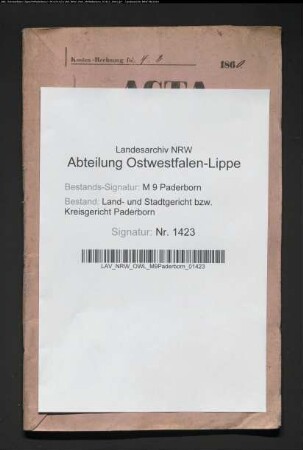 Kosten-Rechnung fol.
186
ACTA
Landesarchiv NRW
Abteilung Ostwestfalen-Lippe
Bestands-Signatur: M 9 Paderborn
Bestand: Land- und Stadtgericht bzw.
Kreisgericht Paderborn
Signatur: Nr. 1423
LAV_NRW_OWL_M9Paderborn_01423